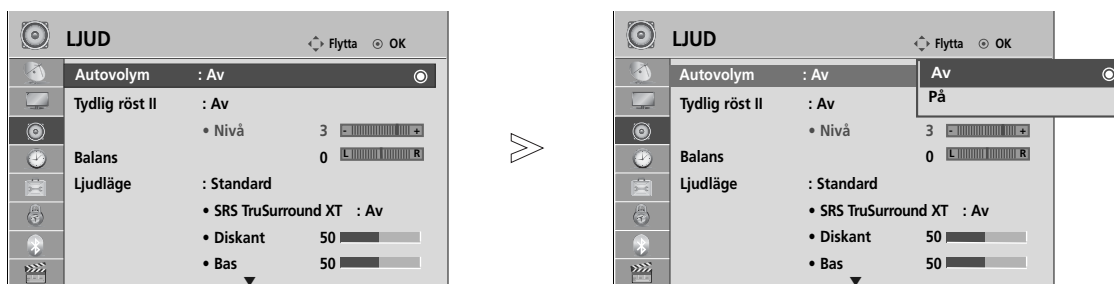 LJUD Flytta OK
Autovolym : Av
Tydlig röst II : Av
• Nivå 3 - +
Balans 0 L R
Ljudläge : Standard
• SRS TruSurround XT : Av
• Diskant 50
• Bas 50
LJUD Flytta OK
Autovolym : Av
Av
På
Tydlig röst II : Av
• Nivå 3 - +
Balans 0 L R
Ljudläge : Standard
• SRS TruSurround XT : Av
• Diskant 50
• Bas 50